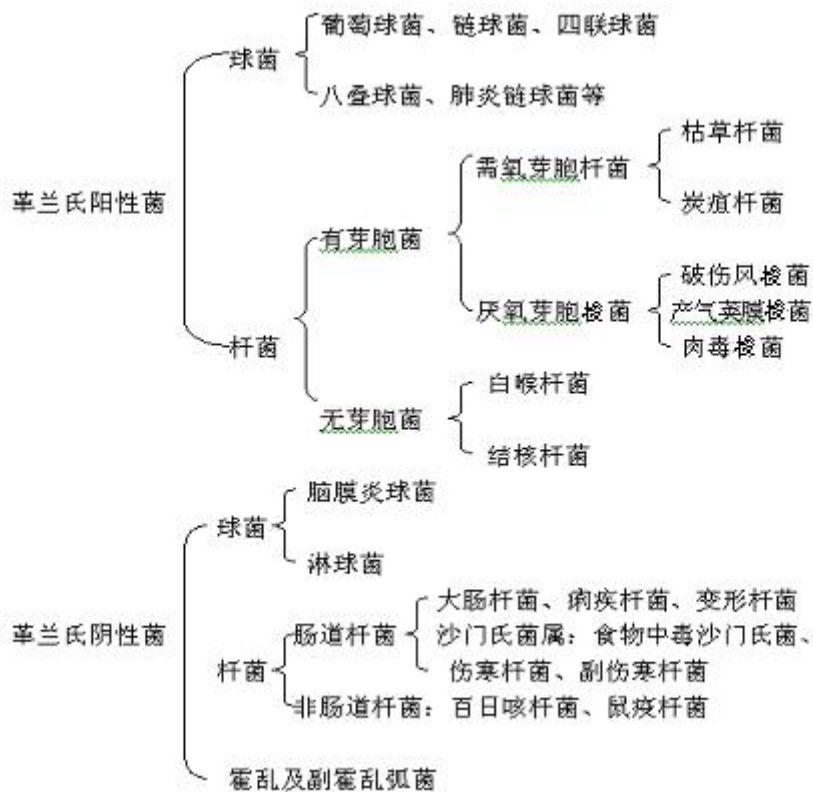 葡萄球菌、链球菌、四联球菌
球菌
八叠球菌、肺炎链球菌等
枯草杆菌
需氧芽胞杆菌
革兰氏阳性菌
炭疽杆菌
有芽胞菌
破伤风梭菌
厌氧芽胞梭菌
产气荚膜梭菌
杆菌
肉毒梭菌
白喉杆菌
无芽胞菌
结核杆菌
脑膜炎球菌
球菌
淋球菌
大肠杆菌、痢疾杆菌、变形杆菌
革兰氏阴性菌
肠道杆菌
沙门氏菌属：食物中毒沙门氏菌、
杆菌
伤寒杆菌、副伤寒杆菌
非肠道杆菌：百日咳杆菌、鼠疫杆菌
霍乱及副霍乱弧菌